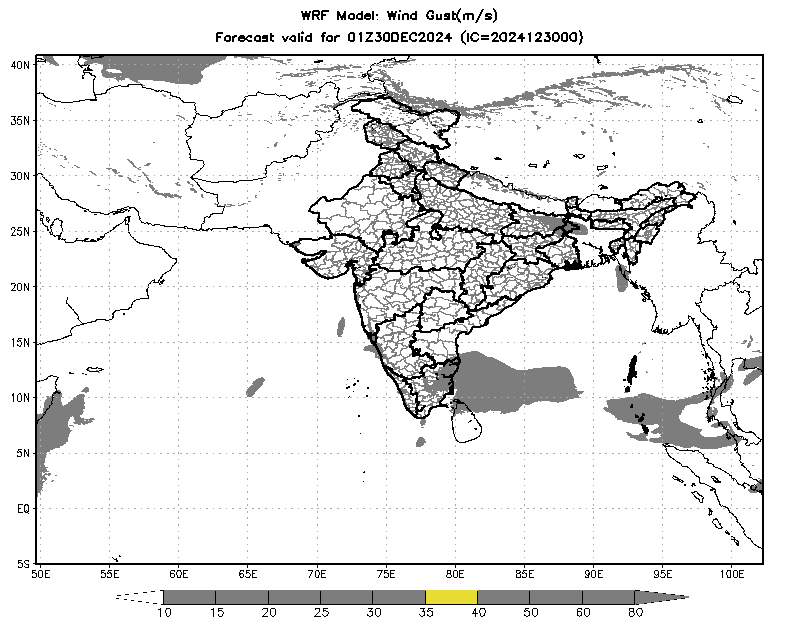 WRF Model: Wind Gust(m/s)
Forecast valid for 01Z30DEC2024 (IC=2024123000)
40N
35N
30N
25N
20N
15N
10N
5N
EQ
5S
50E 55E 60E 65E 70E 75E 80E 85E 90E 95E 100E
10 15 20 25 30 35 40 50 60 80